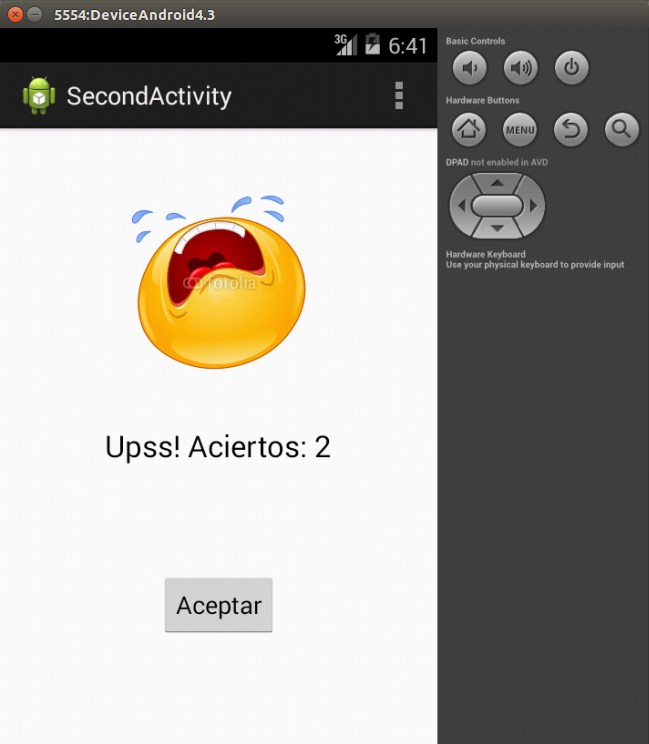 5554:DeviceAndroid4.3
3G 6:41
SecondActivity
fotolia
Upss! Aciertos: 2
Aceptar
Basic Controls
Hardware Buttons
MENU
DPAD not enabled in AVD
Hardware Keyboard
Use your physical keyboard to provide input